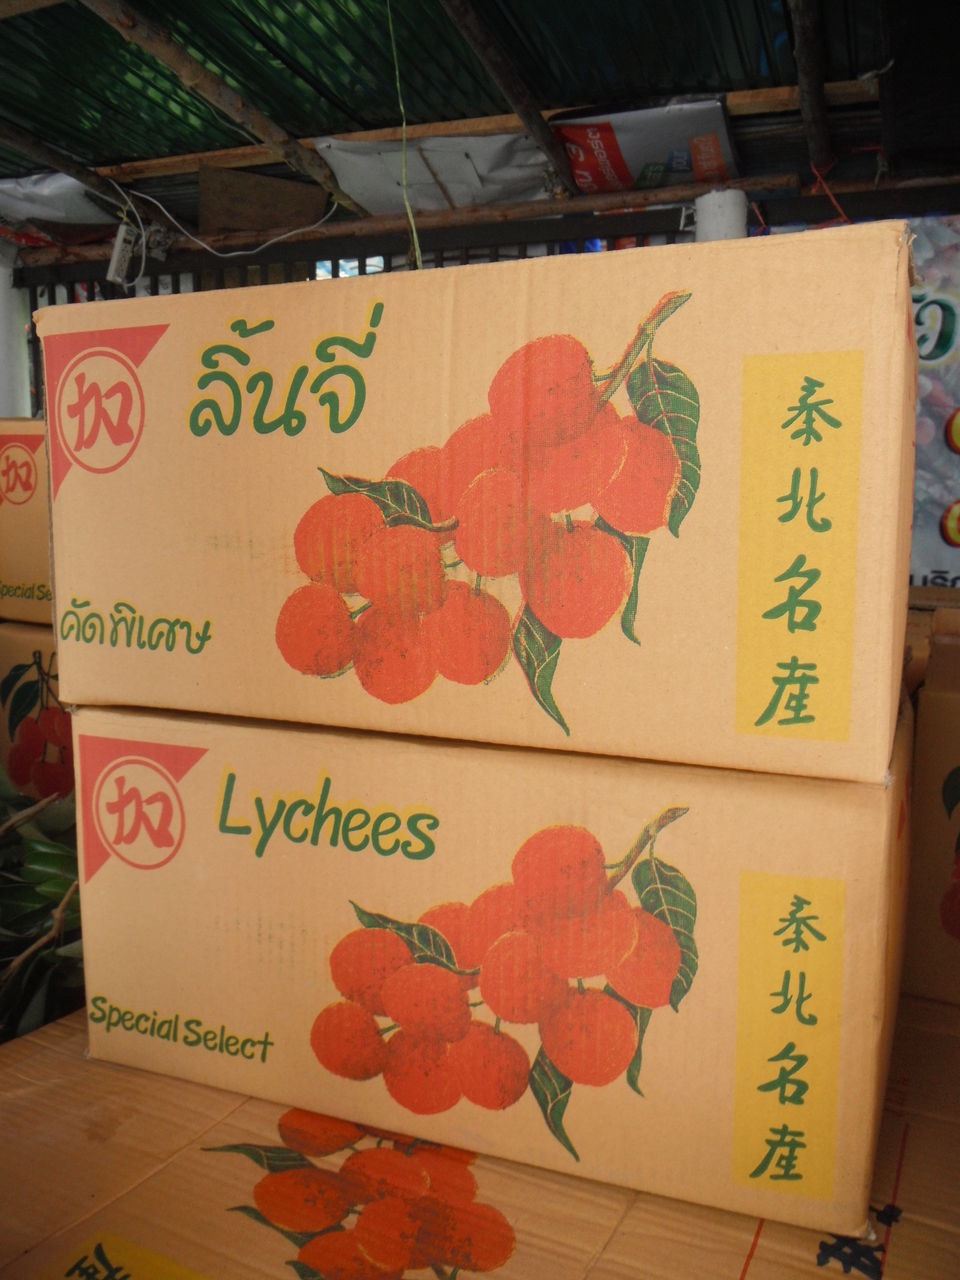 加
ลิ้นจี่
คัดพิเศษ
泰北名産
加
Lychees
Special Select
泰北名産
加